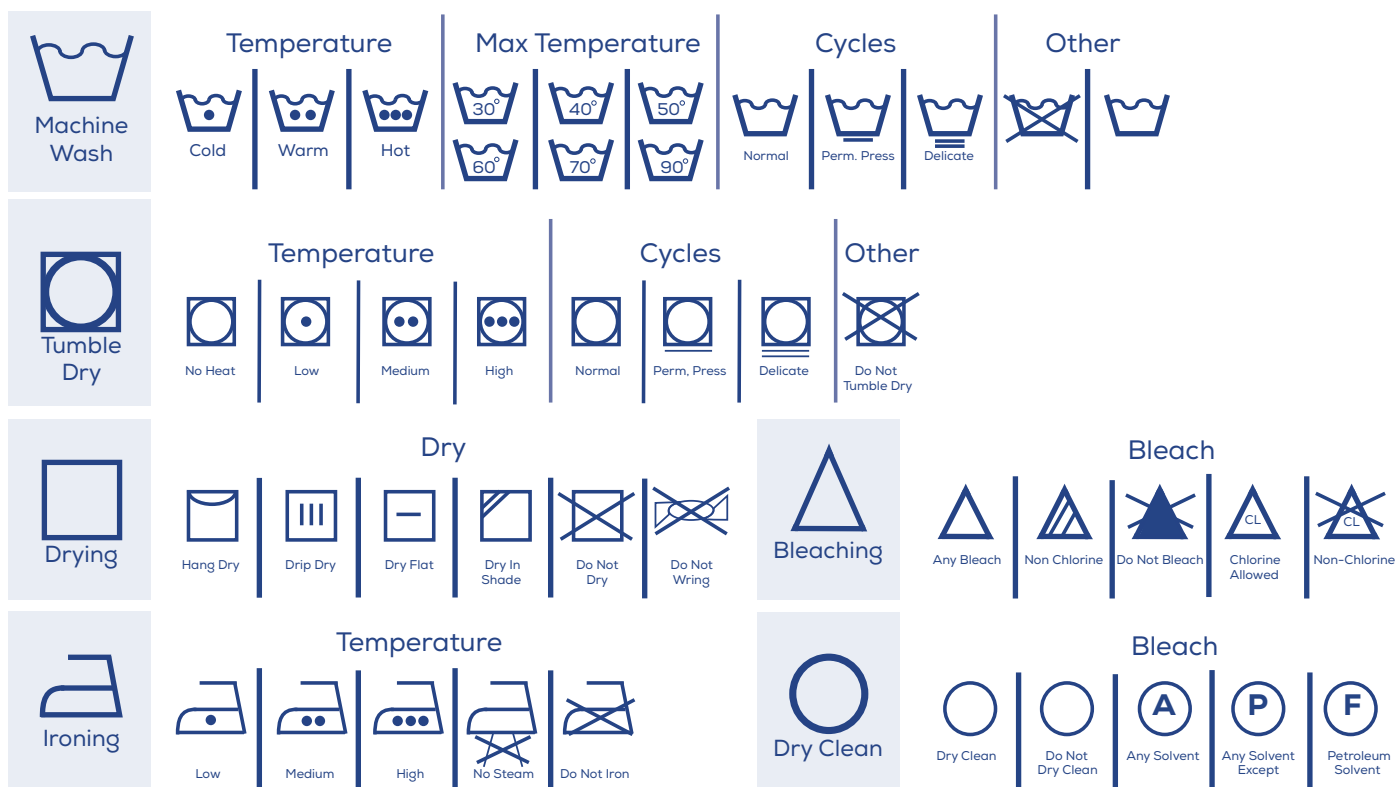 Machine
Wash
Temperature
Cold
Warm
Hot
Max Temperature
30°
40°
50°
60°
70°
90°
Cycles
Normal
Perm. Press
Delicate
Other
Tumble
Dry
Temperature
No Heat
Low
Medium
High
Cycles
Normal
Perm, Press
Delicate
Other
Do Not
Tumble Dry
Drying
Dry
Hang Dry
Drip Dry
Dry Flat
Dry In
Shade
Do Not
Dry
Do Not
Wring
Bleaching
Bleach
Any Bleach
Non Chlorine
Do Not Bleach
CL
Chlorine
Allowed
CL
Non-Chlorine
Ironing
Temperature
Low
Medium
High
No Steam
Do Not Iron
Dry Clean
Bleach
Dry Clean
Do Not
Dry Clean
A
Any Solvent
P
Any Solvent
Except
F
Petroleum
Solvent